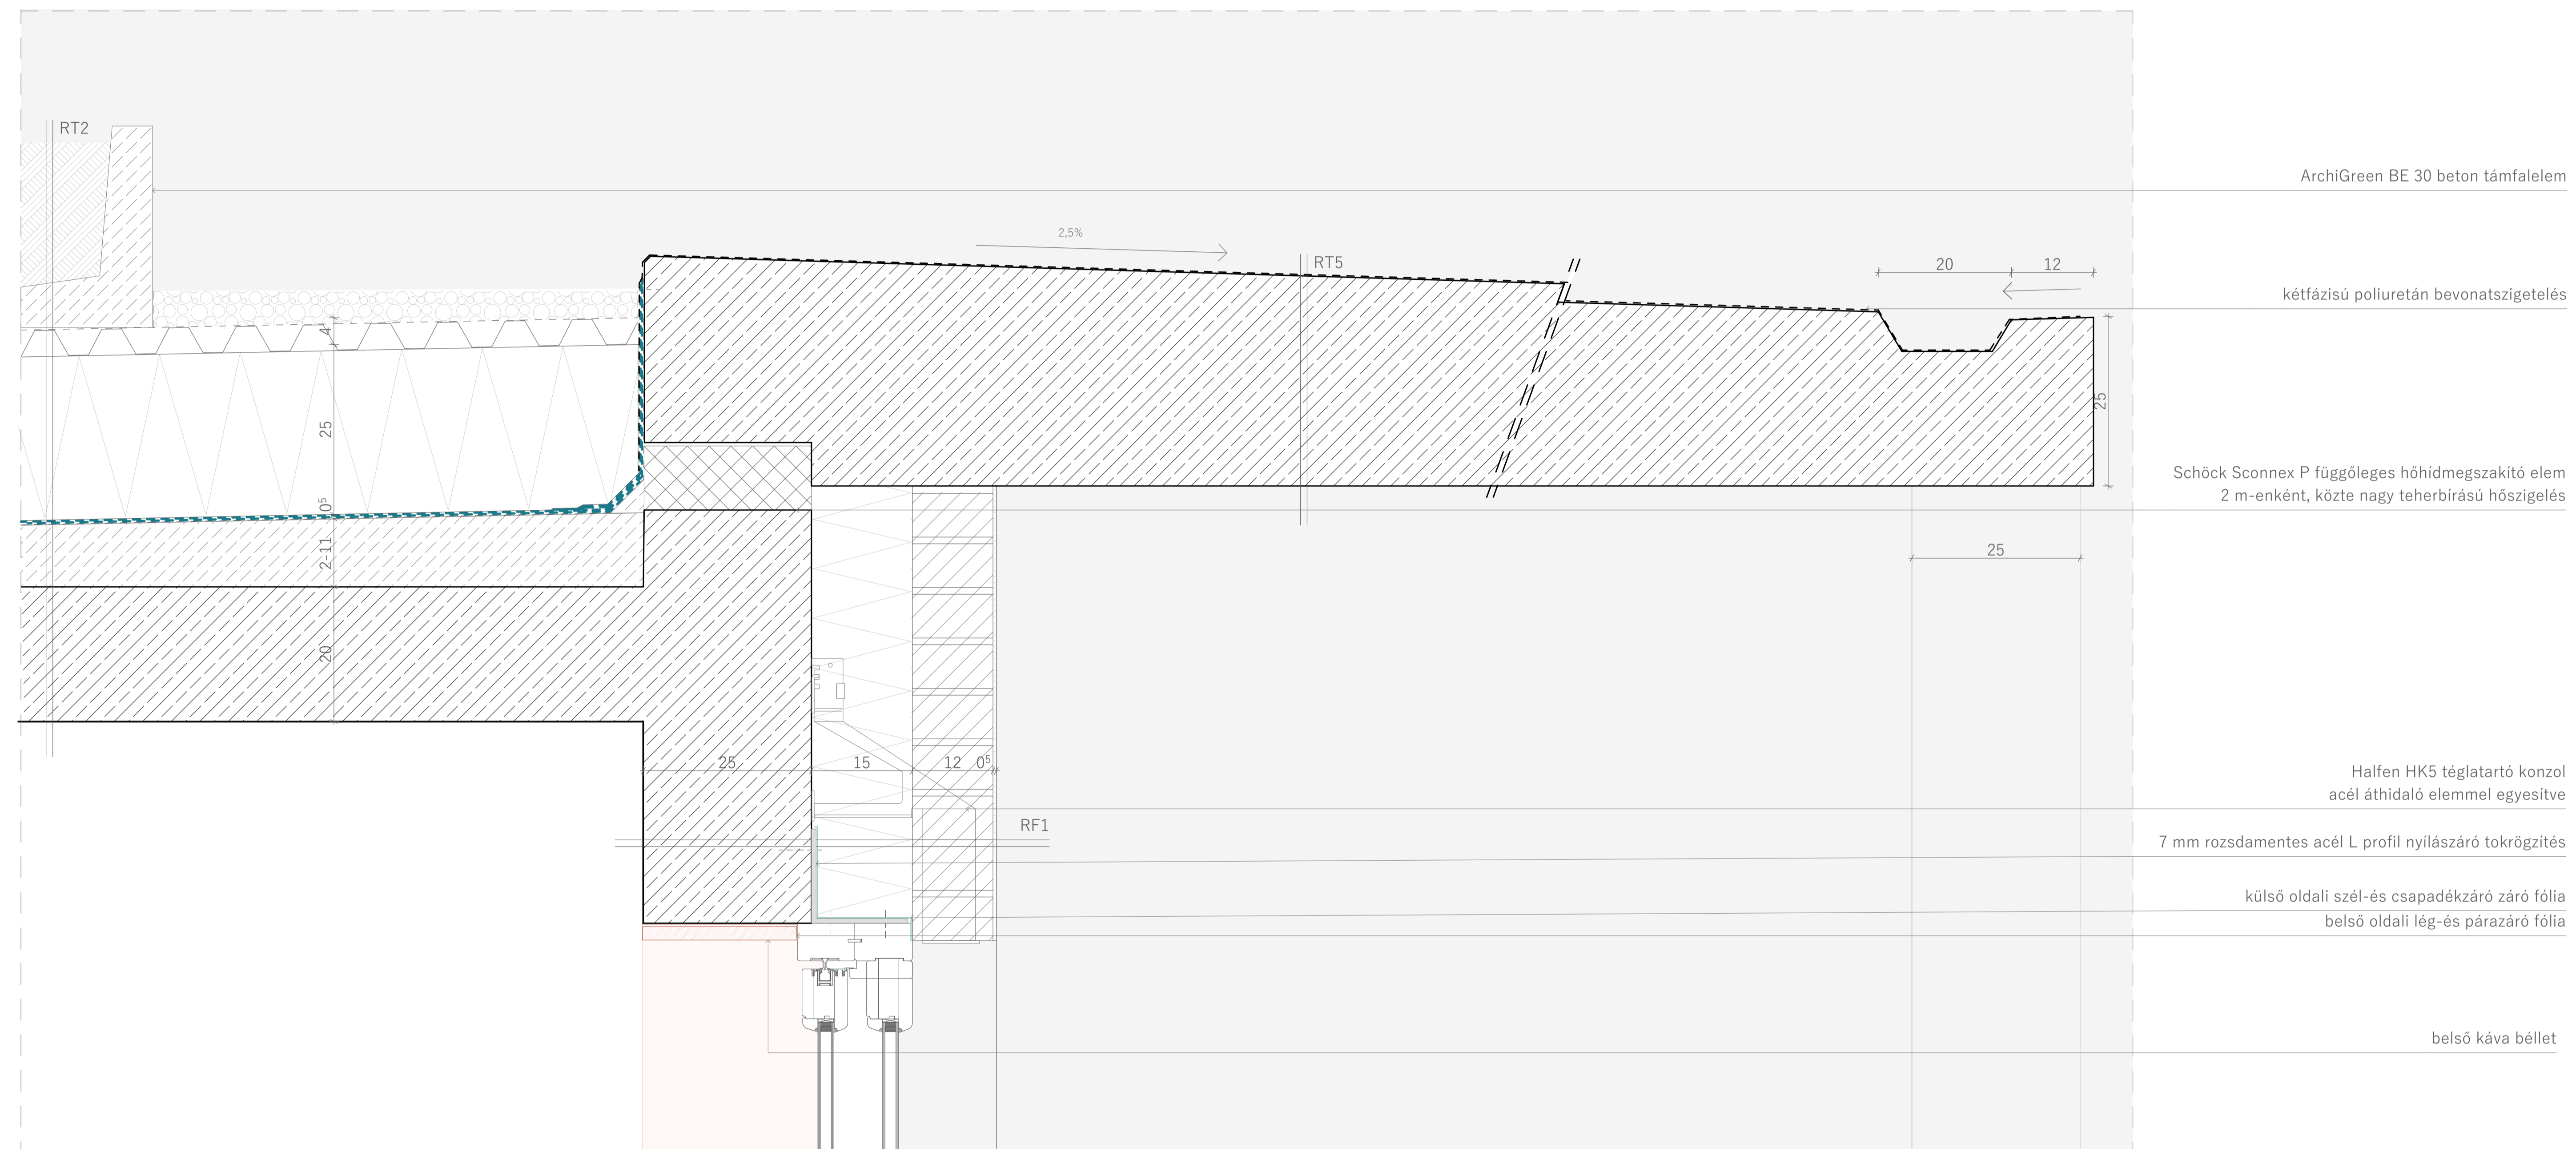 RT2
ArchiGreen BE 30 beton támfalelem
2,5%
RT5
20
12
kétfázisú poliuretán bevonatszigetelés
4
25
25
Schöck Sconnex P függőleges hőhídmegszakító elem
2 m-enként, közte nagy teherbírású hőszigelés
0⁵
2-11
25
20
25
15
12
0⁵
Halfen HK5 téglatartó konzol
acél áthidaló elemmel egyesítve
RF1
7 mm rozsdamentes acél L profil nyílászáró tokrögzítés
külső oldali szél-és csapadékzáró záró fólia
belső oldali lég-és párazáró fólia
belső káva béllet